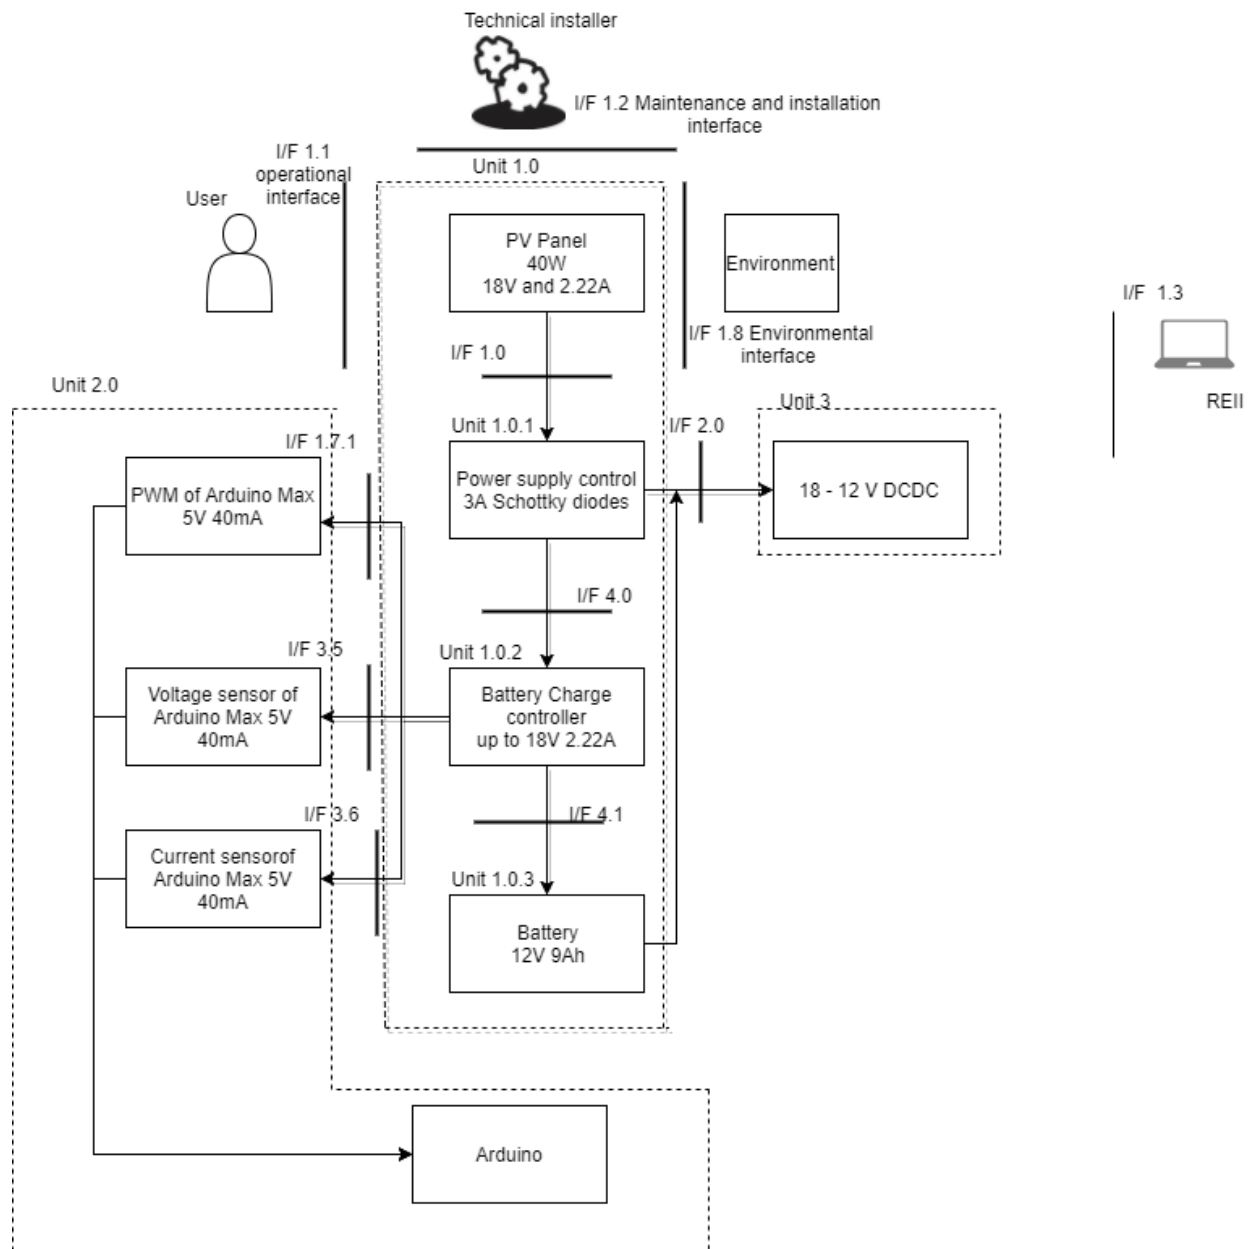 Technical installer
I/F 1.2 Maintenance and installation
interface
I/F 1.1
operational
interface
Unit 1.0
User
PV Panel
40W
18V and 2.22A
Environment
I/F 1.3
I/F 1.0
I/F 1.8 Environmental
interface
REII
Unit 2.0
Unit 3
I/F 1.7.1
Unit 1.0.1
I/F 2.0
PWM of Arduino Max
5V 40mA
Power supply control
3A Schottky diodes
18 - 12 V DCDC
I/F 4.0
I/F 3.5
Unit 1.0.2
Voltage sensor of
Arduino Max 5V
40mA
Battery Charge
controller
up to 18V 2.22A
I/F 3.6
I/F 4.1
Current sensorof
Arduino Max 5V
40mA
Unit 1.0.3
Battery
12V 9Ah
Arduino